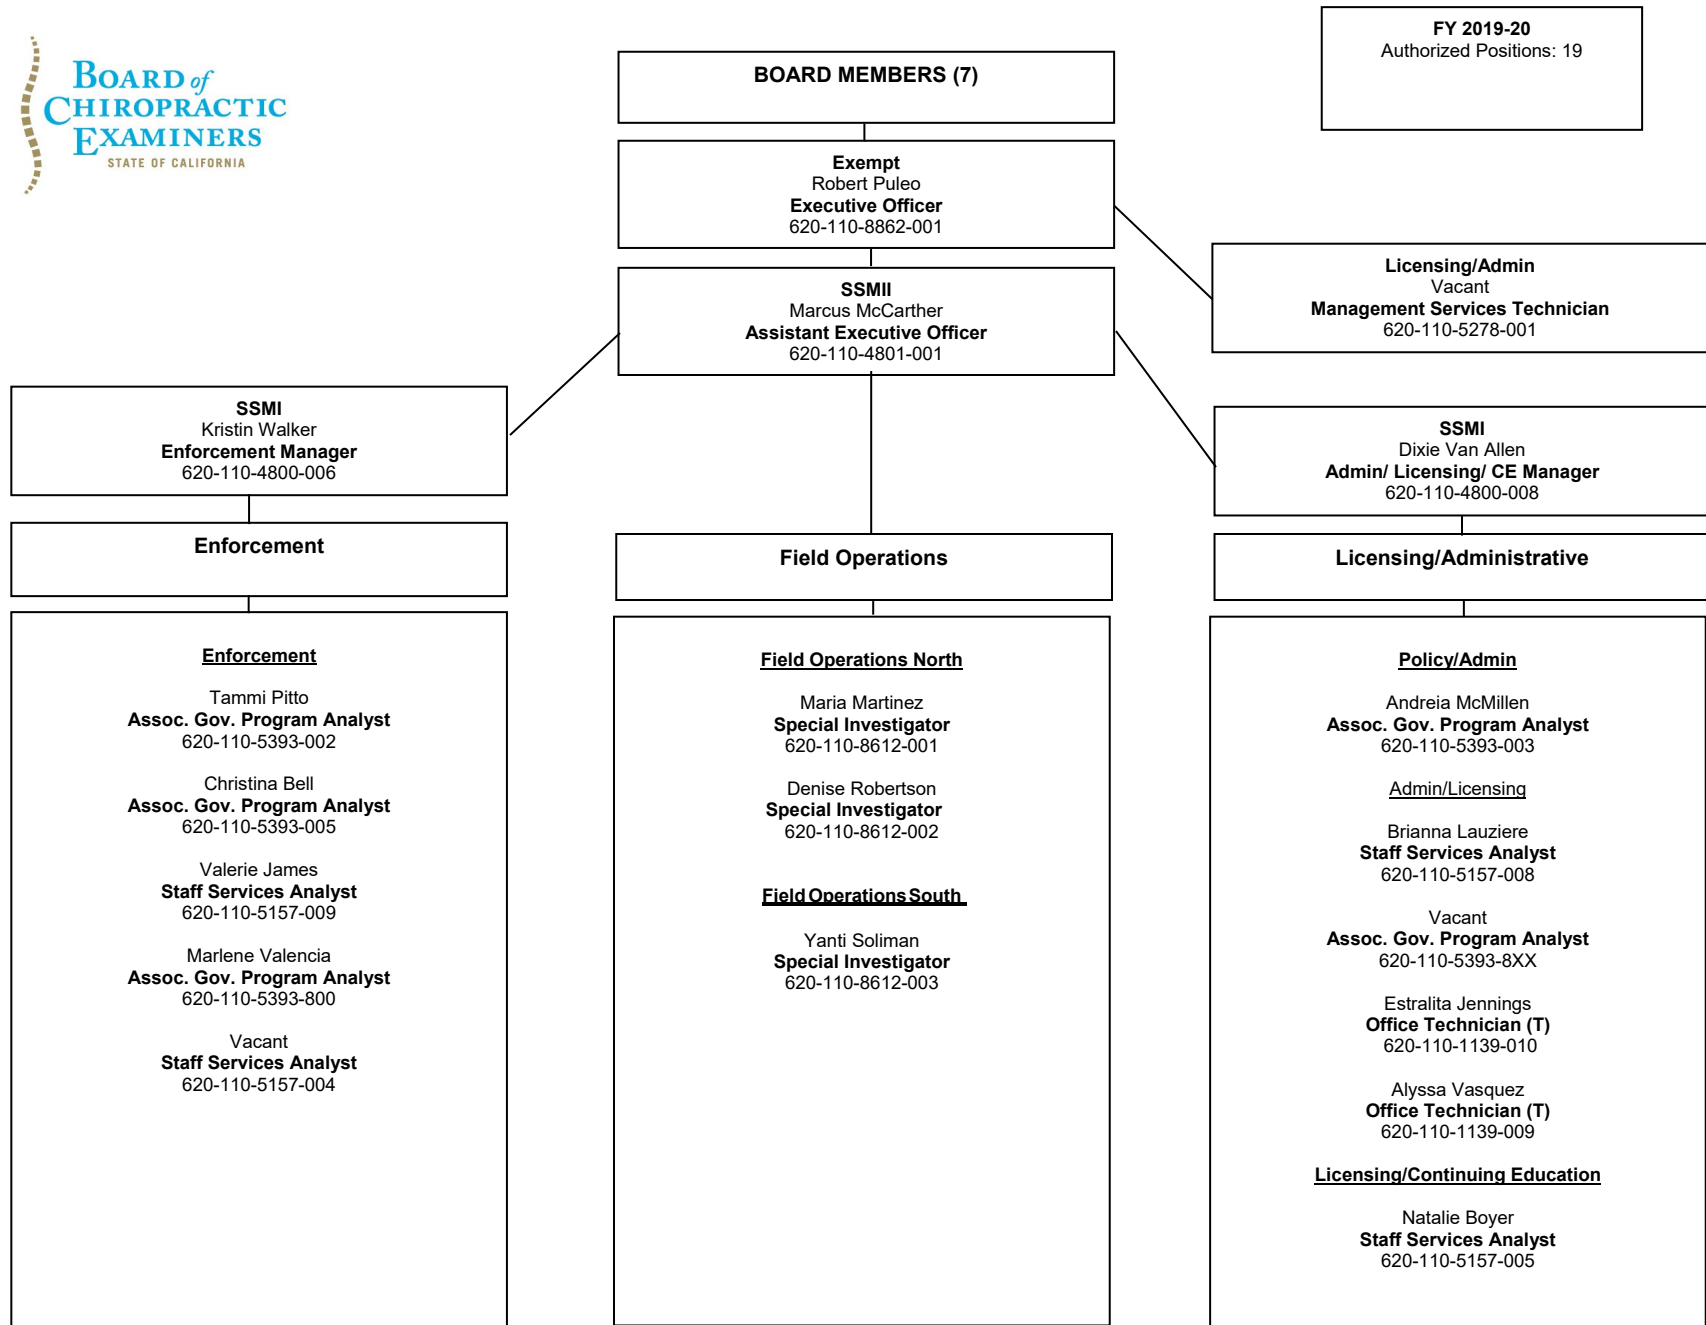 BOARD of
CHIROPRACTIC
EXAMINERS
STATE OF CALIFORNIA
FY 2019-20
Authorized Positions: 19
BOARD MEMBERS (7)
Exempt
Robert Puleo
Executive Officer
620-110-8862-001
Licensing/Admin
Vacant
Management Services Technician
620-110-5278-001
SSMII
Marcus McCarther
Assistant Executive Officer
620-110-4801-001
SSMI
Kristin Walker
Enforcement Manager
620-110-4800-006
SSMI
Dixie Van Allen
Admin/ Licensing/ CE Manager
620-110-4800-008
Enforcement
Field Operations
Licensing/Administrative
Enforcement
Tammi Pitto
Assoc. Gov. Program Analyst
620-110-5393-002
Christina Bell
Assoc. Gov. Program Analyst
620-110-5393-005
Valerie James
Staff Services Analyst
620-110-5157-009
Marlene Valencia
Assoc. Gov. Program Analyst
620-110-5393-800
Vacant
Staff Services Analyst
620-110-5157-004
Field Operations North
Maria Martinez
Special Investigator
620-110-8612-001
Denise Robertson
Special Investigator
620-110-8612-002
Field Operations South
Yanti Soliman
Special Investigator
620-110-8612-003
Policy/Admin
Andreia McMillen
Assoc. Gov. Program Analyst
620-110-5393-003
Admin/Licensing
Brianna Lauziere
Staff Services Analyst
620-110-5157-008
Vacant
Assoc. Gov. Program Analyst
620-110-5393-8XX
Estralita Jennings
Office Technician (T)
620-110-1139-010
Alyssa Vasquez
Office Technician (T)
620-110-1139-009
Licensing/Continuing Education
Natalie Boyer
Staff Services Analyst
620-110-5157-005